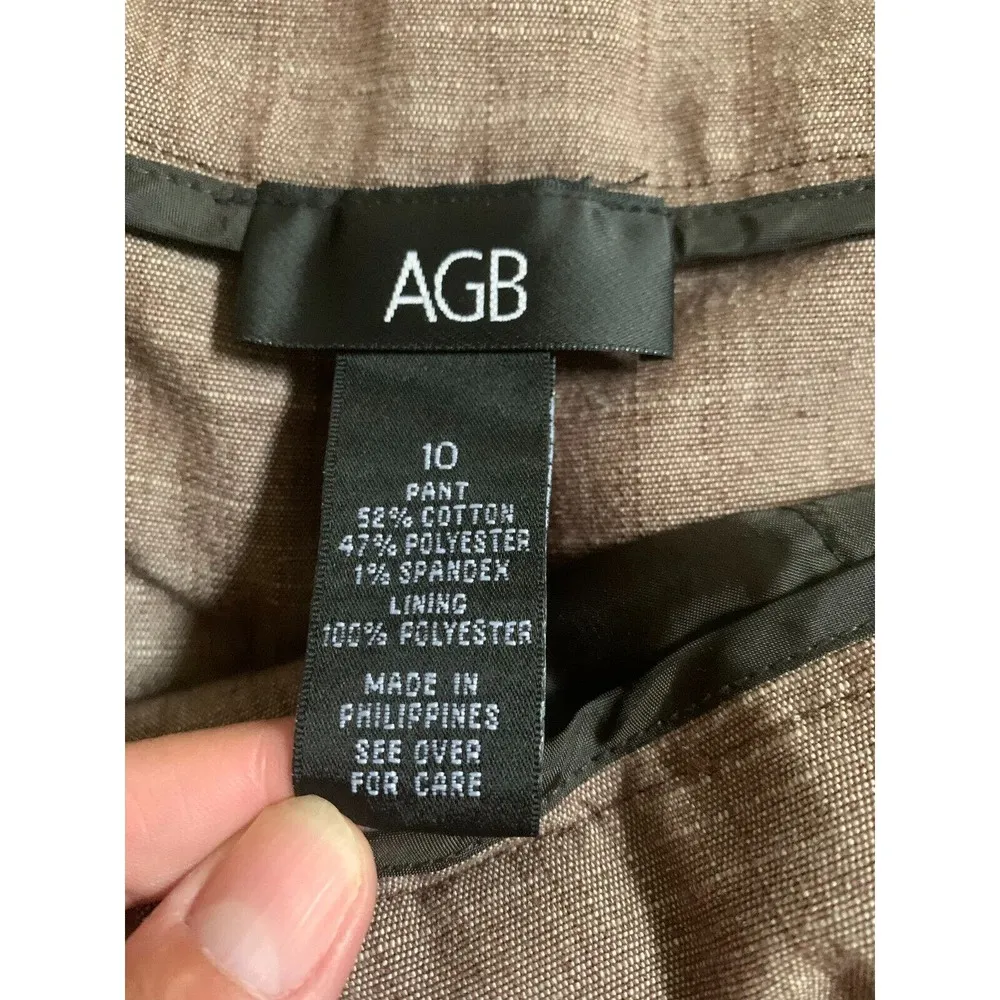 AGB
10
PANT
52% COTTON
47% POLYESTER
1% SPANDEX
LINING
100% POLYESTER
MADE IN
PHILIPPINES
SEE OVER
FOR CARE